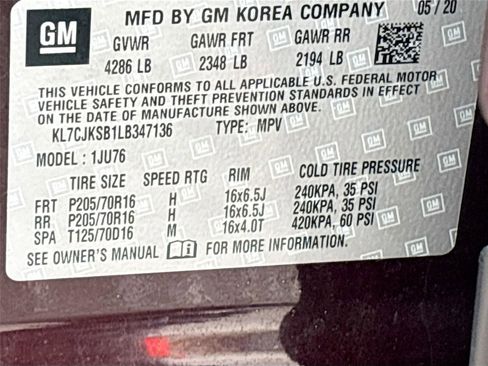 GM
MFD BY GM KOREA COMPANY 05/20
GVWR GAWR FRT GAWR RR
4286 LB 2348 LB 2194 LB
THIS VEHICLE CONFORMS TO ALL APPLICABLE U.S. FEDERAL MOTOR
VEHICLE SAFETY AND THEFT PREVENTION STANDARDS IN EFFECT
ON THE DATE OF MANUFACTURE SHOWN ABOVE.
KL7CJKSB1LB347136 TYPE: MPV
MODEL: 1JU76
TIRE SIZE SPEED RTG RIM COLD TIRE PRESSURE
FRT P205/70R16 H 16x6.5J 240KPA, 35 PSI
RR P205/70R16 H 16x6.5J 240KPA, 35 PSI
SPA T125/70D16 M 16x4.0T 420KPA, 60 PSI
SEE OWNER'S MANUAL FOR MORE INFORMATION.